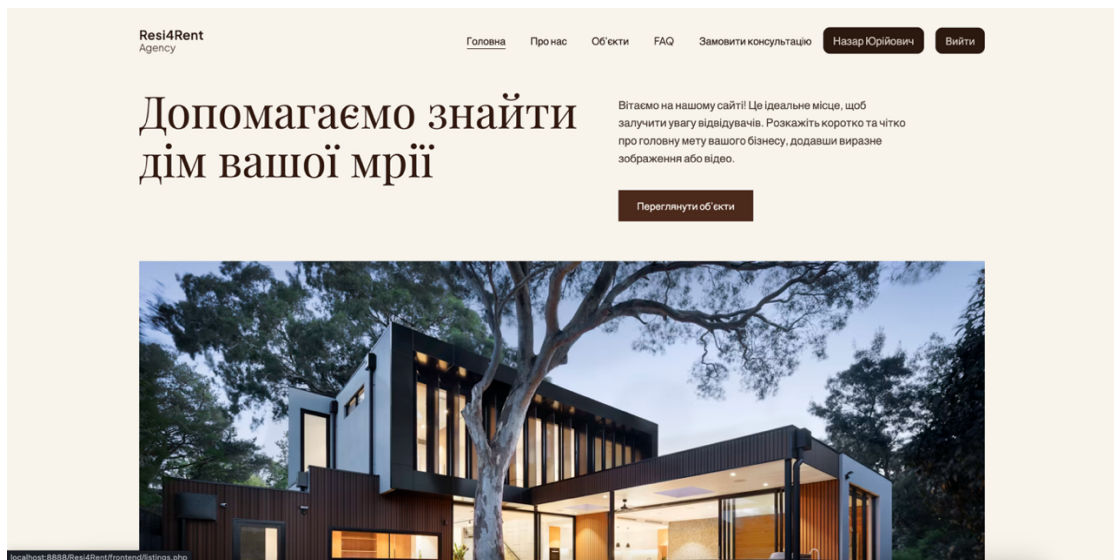 Resi4Rent
Agency
Головна Про нас Об'єкти FAQ Замовити консультацію Назар Юрійович Вийти
Допомагаємо знайти
дім вашої мрії
Вітаємо на нашому сайті! Це ідеальне місце, щоб
залучити увагу відвідувачів. Розкажіть коротко та чітко
про головну мету вашого бізнесу, додавши виразне
зображення або відео.
Переглянути об'єкти
localhost:8888/Resi4Rent/frontend/listings.php